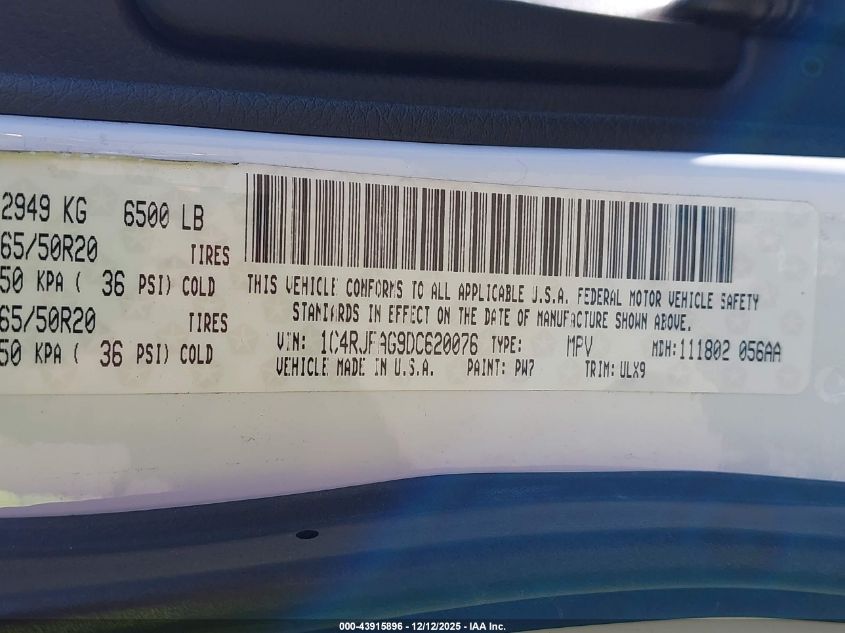 2949 KG 6500 LB
65/50R20 TIRES
50 KPA ( 36 PSI) COLD
65/50R20 TIRES
50 KPA ( 36 PSI) COLD
THIS VEHICLE CONFORMS TO ALL APPLICABLE U.S.A. FEDERAL MOTOR VEHICLE SAFETY
STANDARDS IN EFFECT ON THE DATE OF MANUFACTURE SHOWN ABOVE.
VIN: 1C4RJFAG9DC620076 TYPE: MPV MDH:111802 056AA
VEHICLE MADE IN U.S.A. PAINT: PW7 TRIM: ULX9
000-43915896 - 12/12/2025 - IAA Inc.